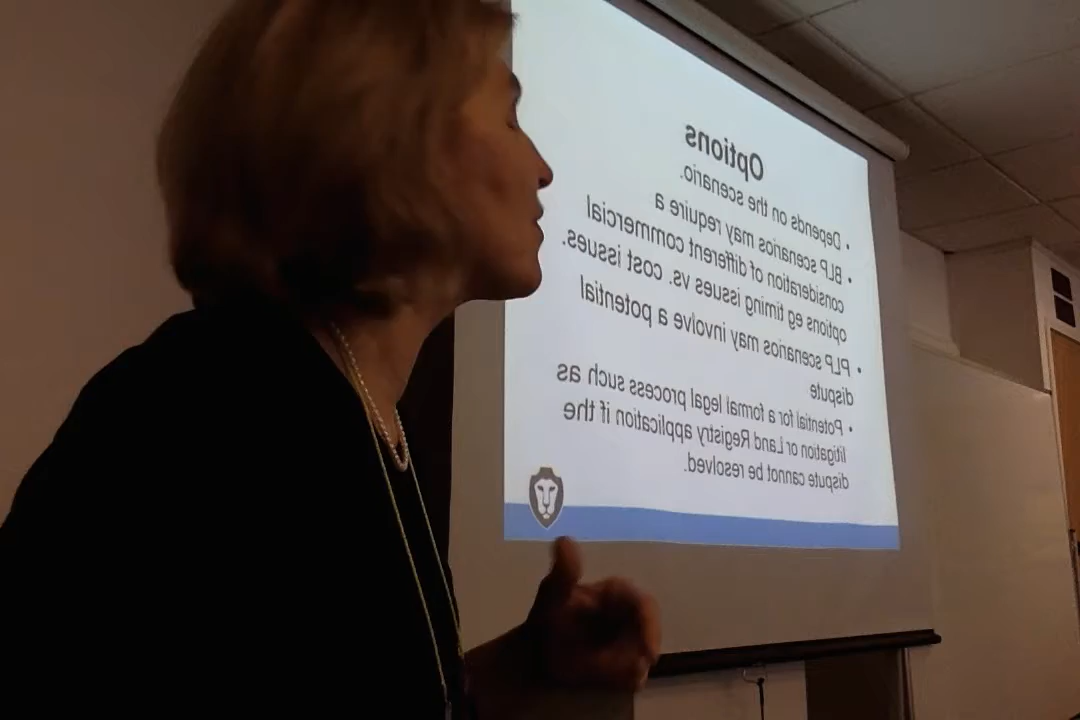 Options
• Depends on the scenario.
• BLP scenarios may require a
consideration of different commercial
options eg timing issues vs. cost issues.
• PLP scenarios may involve a potential
dispute
• Potential for a formal legal process such as
litigation or Land Registry application if the
dispute cannot be resolved.